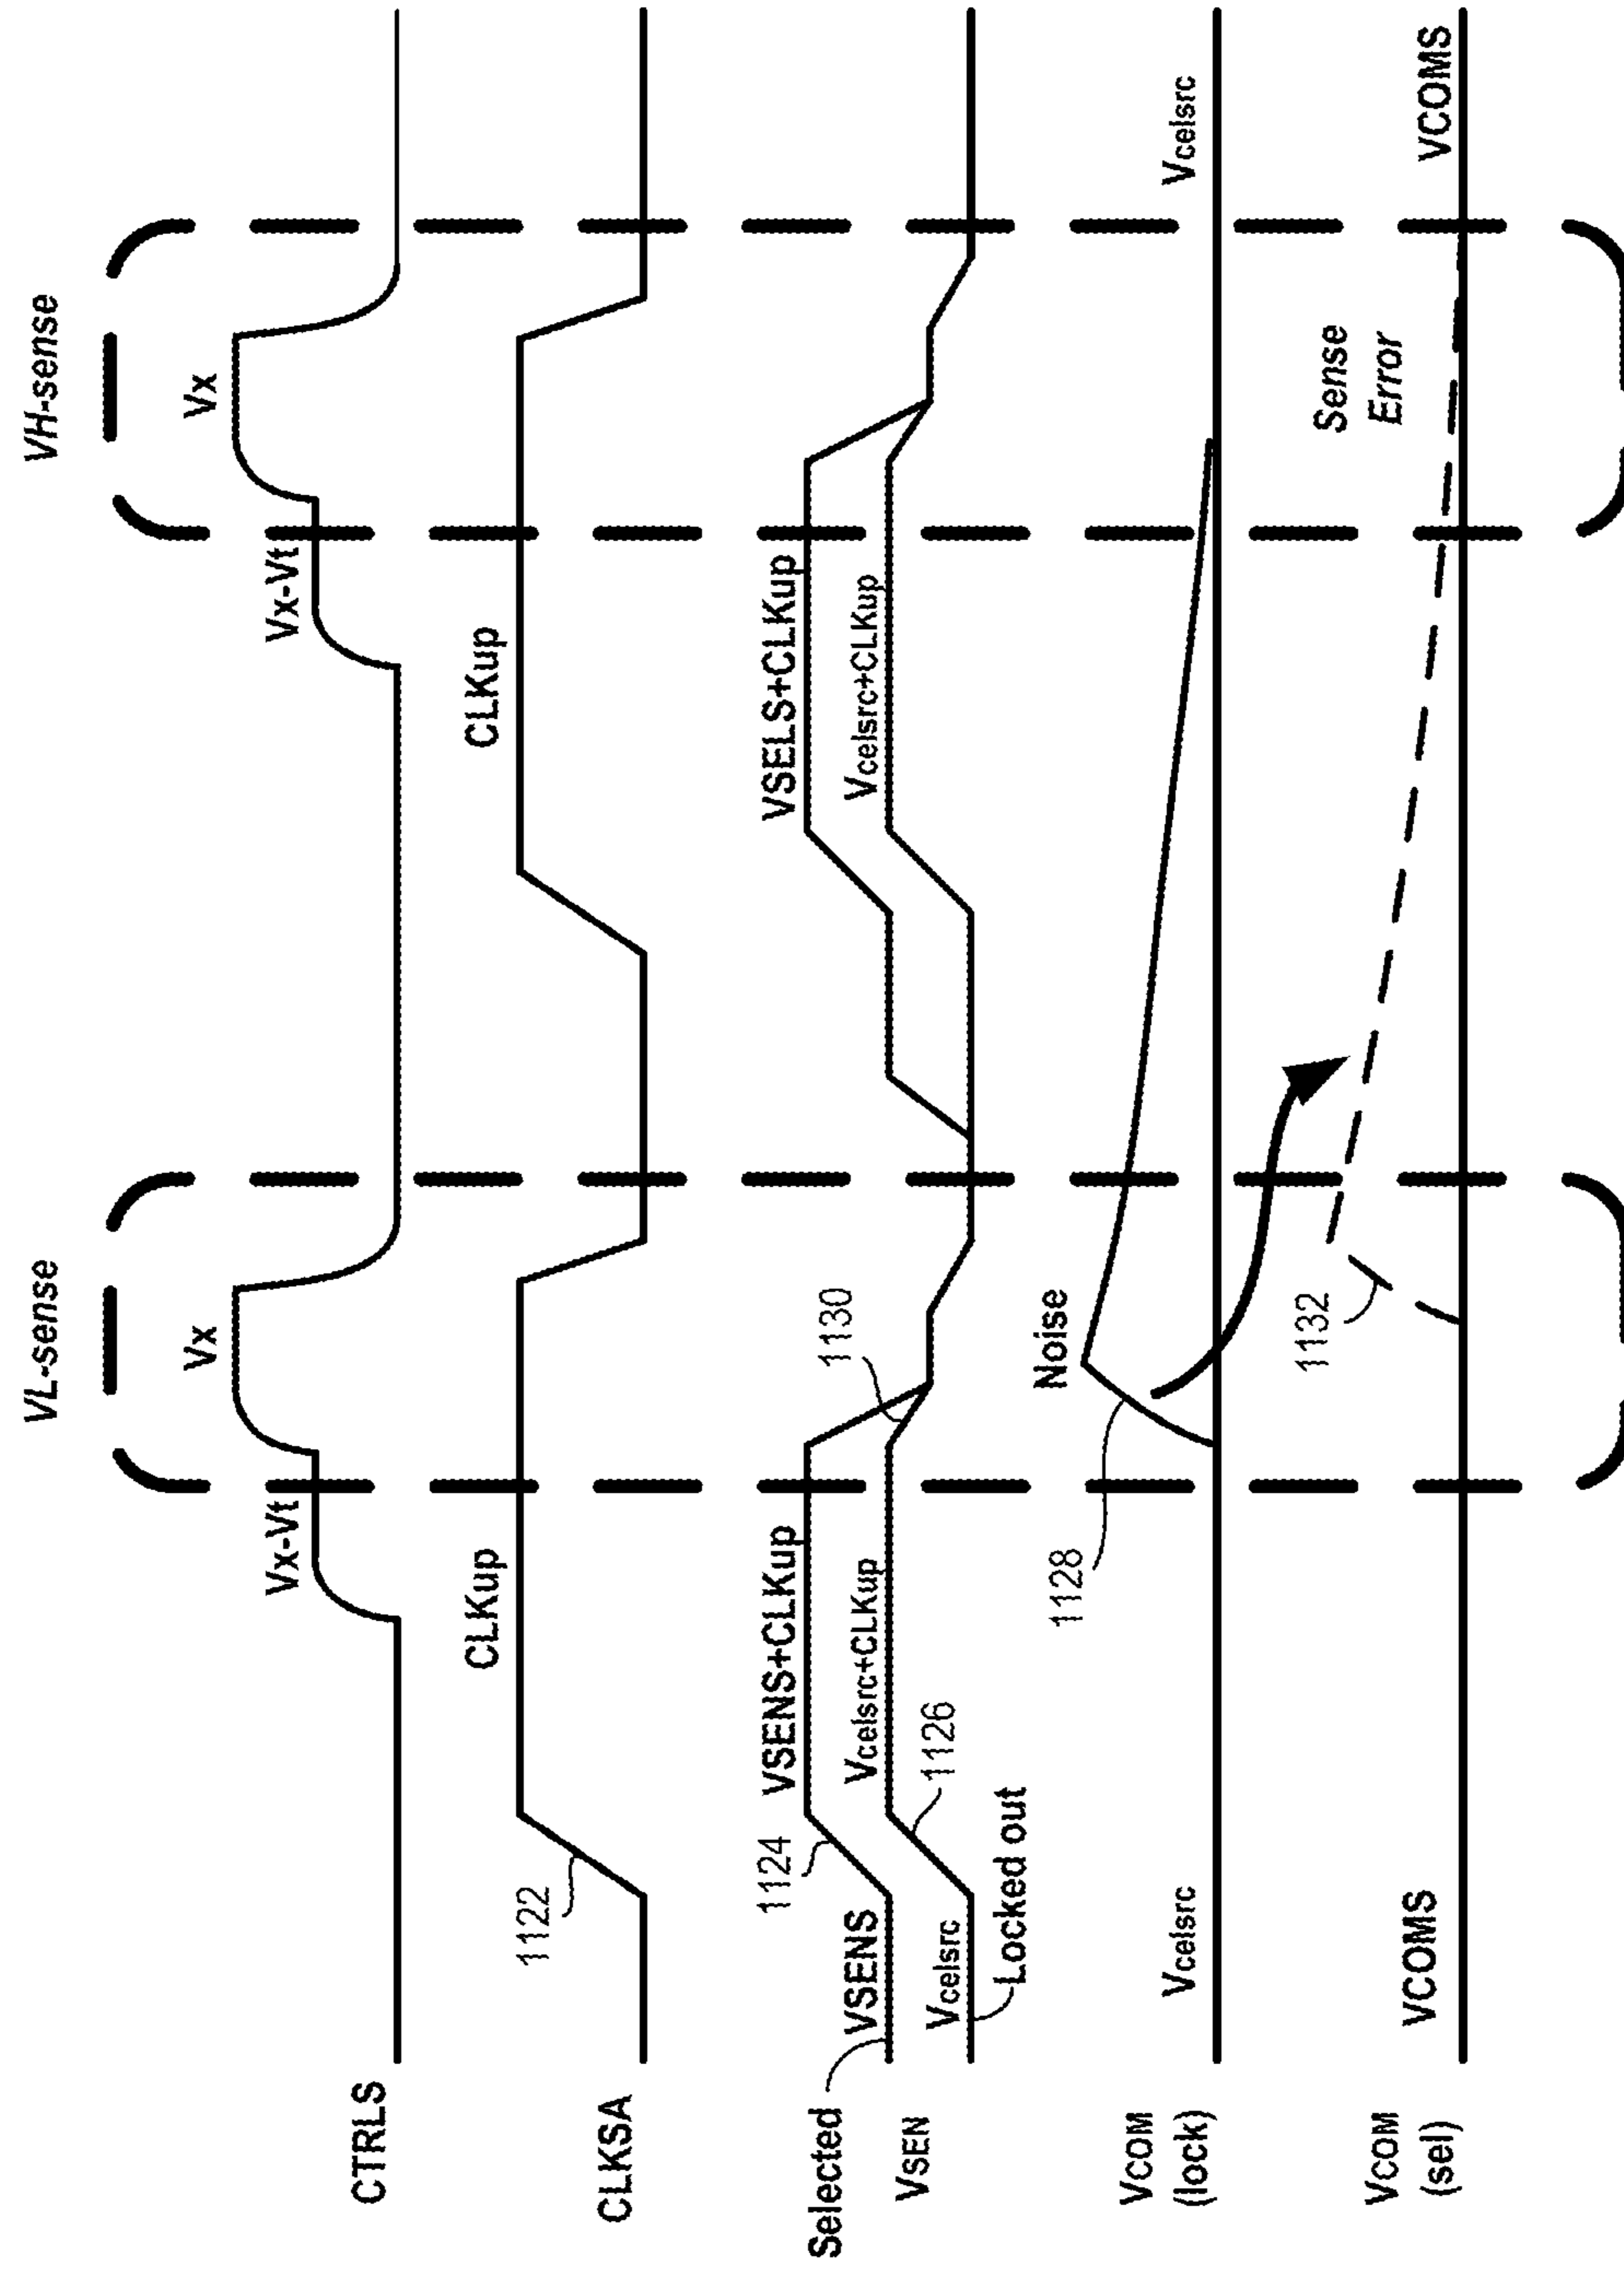 VL-sense
VH-sense
CTRLS
Vx-Vt
Vx
Vx-Vt
Vx
CLKSA
1122
CLKup
CLKup
Selected
VSEN
VSENS
1124
VSENS+CLKup
VSELS+CLKup
Vcelsrc
Locked out
1126
Vcelsrc+CLKup
1130
Vcelsrc+CLKup
VCOM
(lock)
Vcelsrc
1128
Noise
Vcelsrc
VCOM
(sel)
VCOMS
1132
Sense
Error
VCOMS